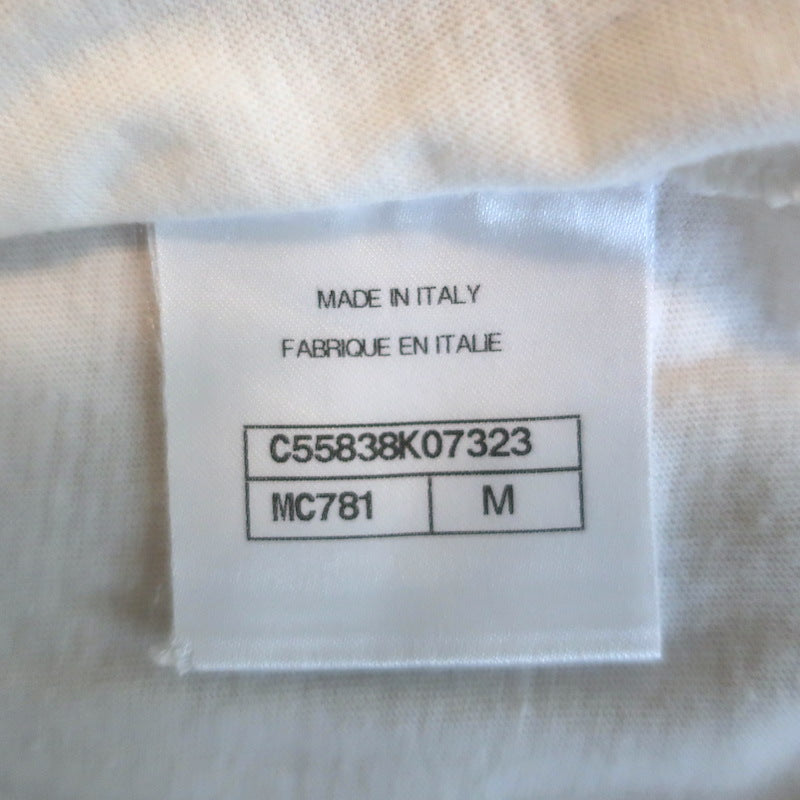 MADE IN ITALY
FABRIQUE EN ITALIE
C55838K07323
MC781 M